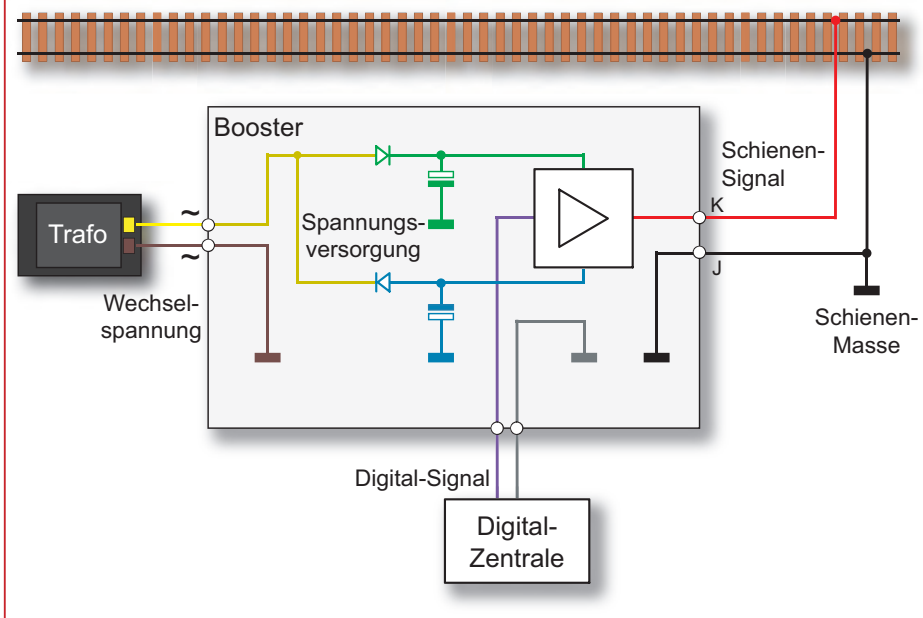 Booster
Schienen-
Signal
K
Trafo
~
~
Spannungs-
versorgung
J
Wechsel-
spannung
Schienen-
Masse
Digital-Signal
Digital-
Zentrale